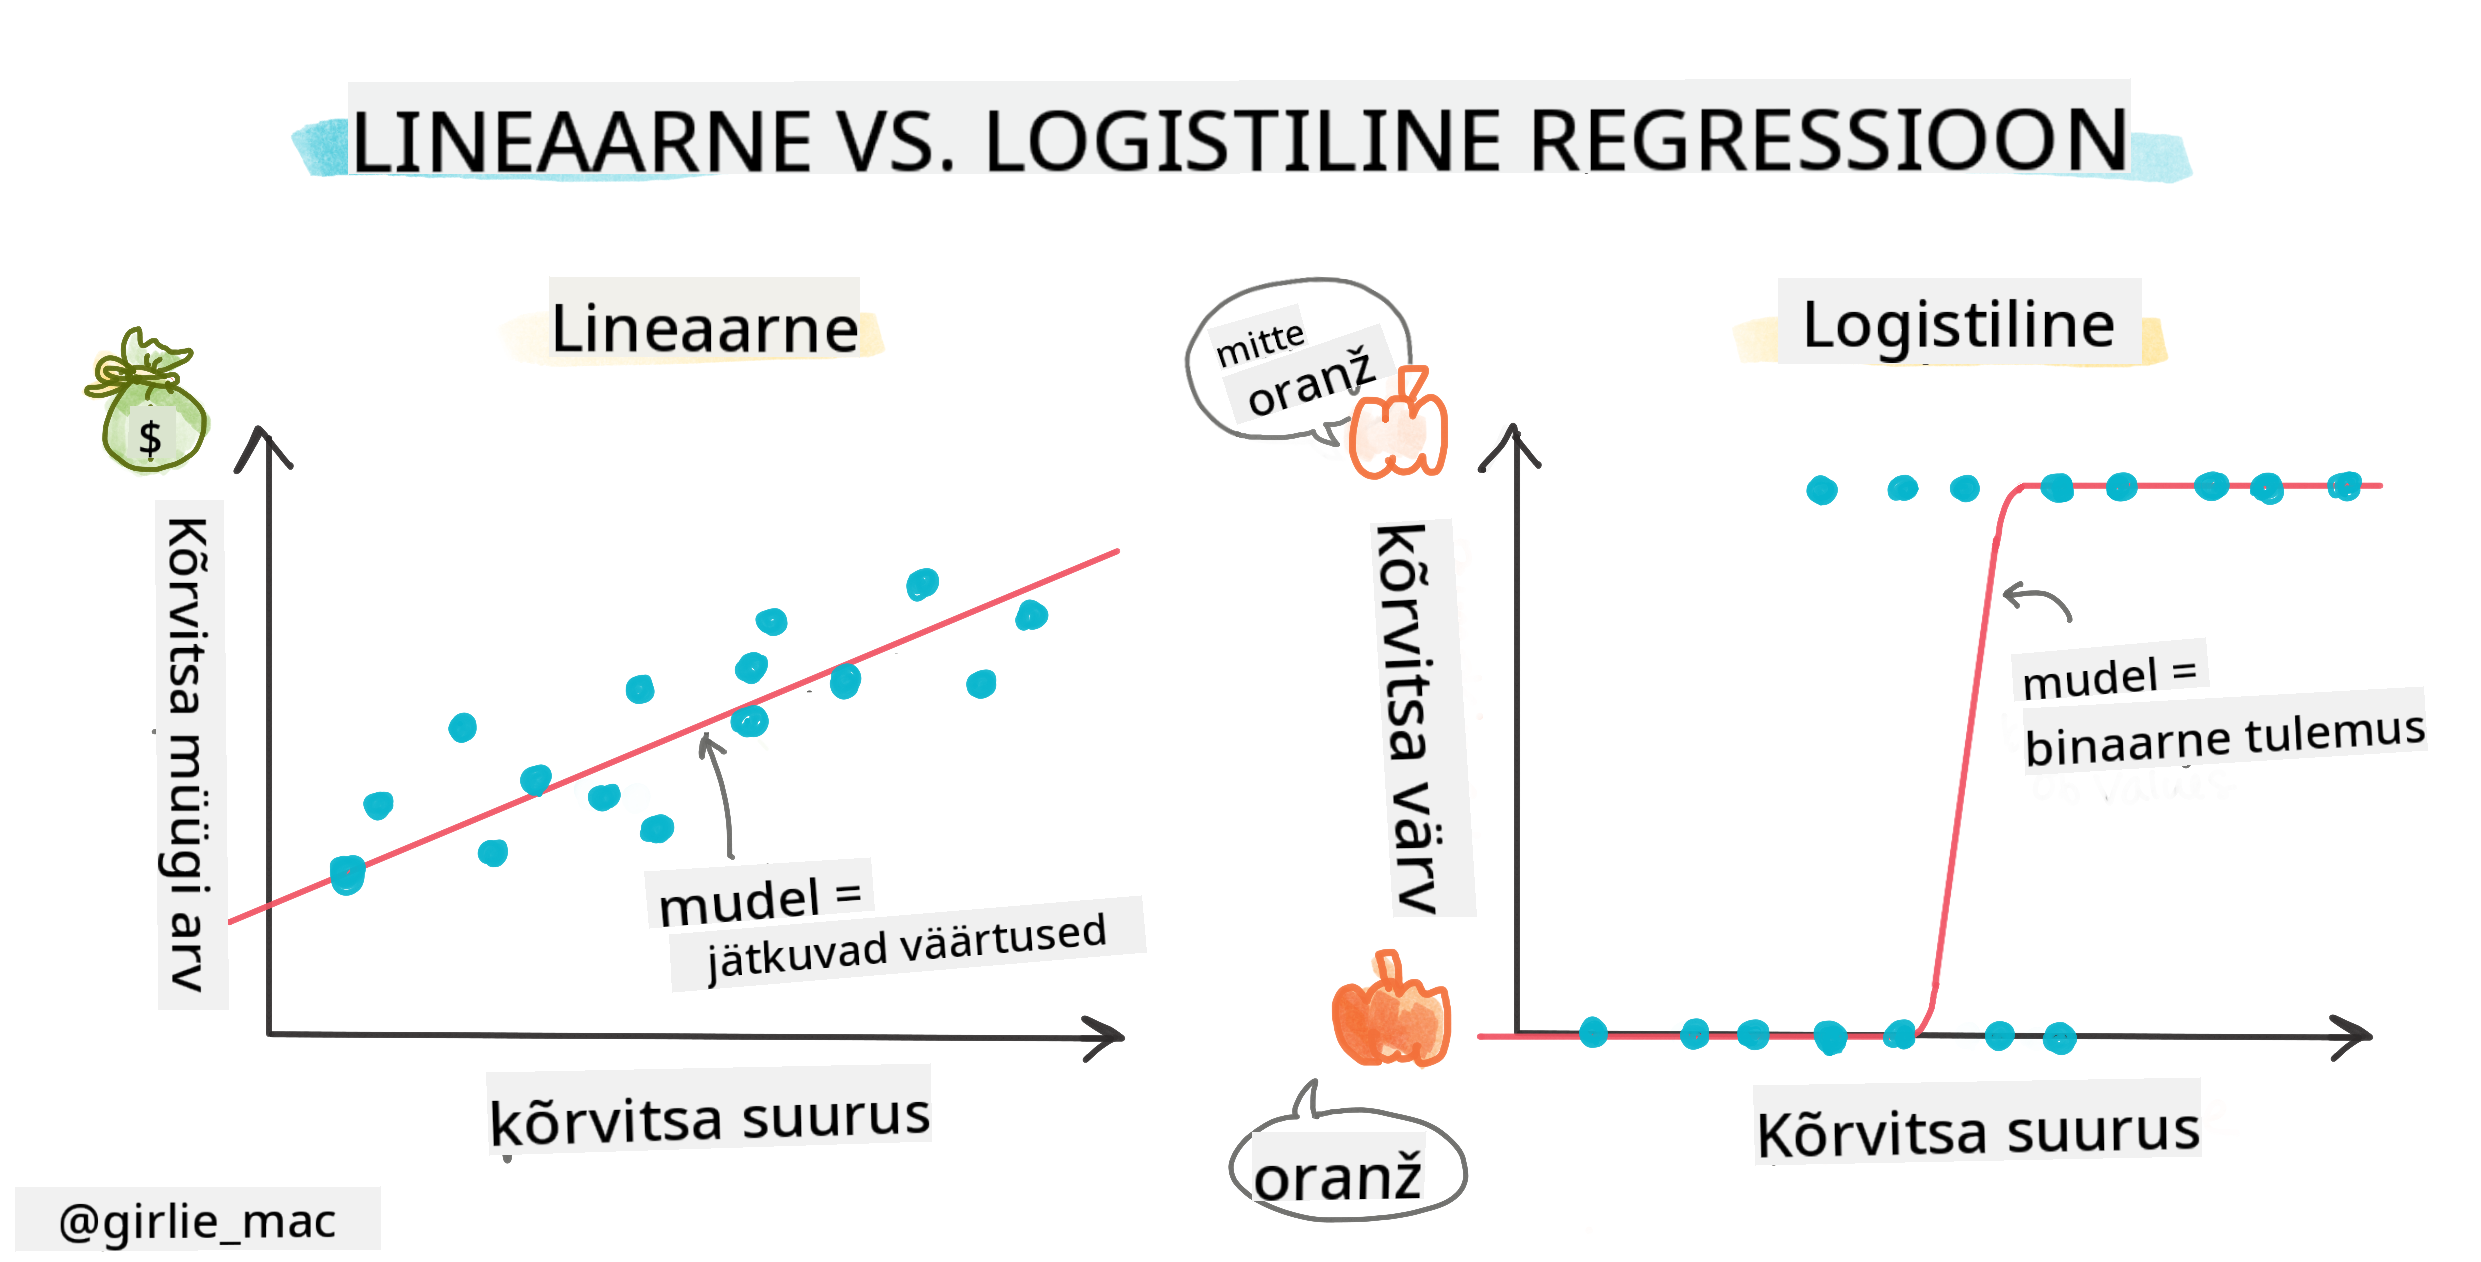 LINEAARNE VS. LOGISTILINE REGRESSIOON
Lineaarne
$
Kõrvitsa müügi arv
mudel =
jätkuvad väärtused
kõrvitsa suurus
@girlie_mac
Logistiline
mitte
oranž
kõrvitsa värv
mudel =
binaarne tulemus
oranž
Kõrvitsa suurus